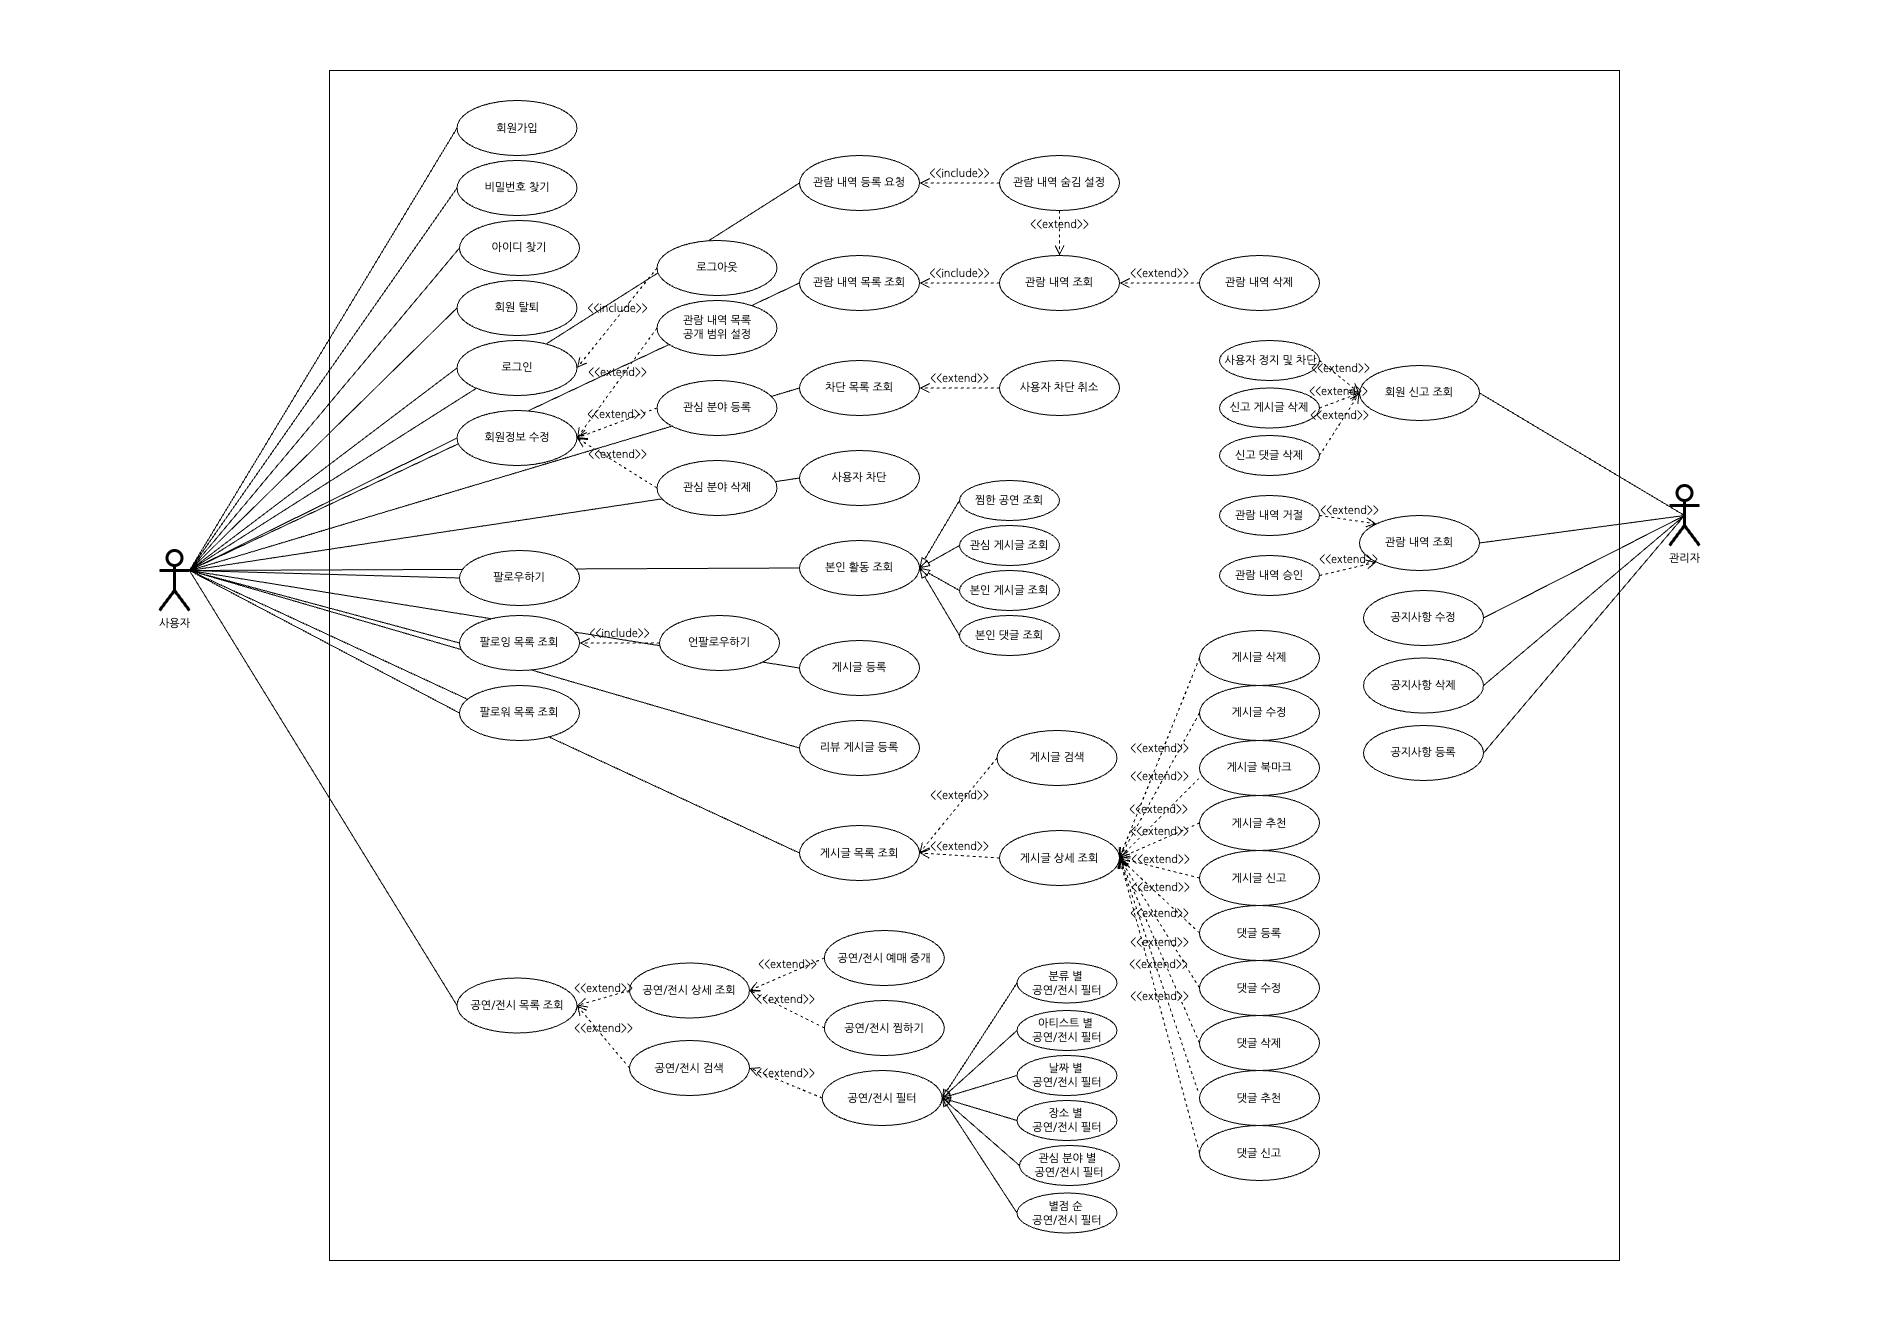 회원가입
비밀번호 찾기
아이디 찾기
회원 탈퇴
로그인
회원정보 수정
팔로우하기
팔로잉 목록 조회
팔로워 목록 조회
사용자
<<include>>
<<extend>>
<<extend>>
<<extend>>
<<include>>
로그아웃
관람 내역 목록
공개 범위 설정
관심 분야 등록
관심 분야 삭제
언팔로우하기
관람 내역 등록 요청
<<include>>
관람 내역 숨김 설정
<<extend>>
관람 내역 목록 조회
<<include>>
관람 내역 조회
<<extend>>
관람 내역 삭제
차단 목록 조회
<<extend>>
사용자 차단 취소
사용자 차단
본인 활동 조회
찜한 공연 조회
관심 게시글 조회
본인 게시글 조회
본인 댓글 조회
게시글 등록
리뷰 게시글 등록
게시글 목록 조회
<<extend>>
<<extend>>
게시글 검색
게시글 상세 조회
<<extend>>
<<extend>>
<<extend>>
<<extend>>
<<extend>>
<<extend>>
<<extend>>
<<extend>>
<<extend>>
<<extend>>
게시글 삭제
게시글 수정
게시글 북마크
게시글 추천
게시글 신고
댓글 등록
댓글 수정
댓글 삭제
댓글 추천
댓글 신고
공연/전시 목록 조회
<<extend>>
<<extend>>
공연/전시 상세 조회
공연/전시 검색
<<extend>>
<<extend>>
<<extend>>
공연/전시 예매 중개
공연/전시 찜하기
공연/전시 필터
분류 별
공연/전시 필터
아티스트 별
공연/전시 필터
날짜 별
공연/전시 필터
장소 별
공연/전시 필터
관심 분야 별
공연/전시 필터
별점 순
공연/전시 필터
사용자 정지 및 차단
신고 게시글 삭제
신고 댓글 삭제
<<extend>>
<<extend>>
<<extend>>
회원 신고 조회
관람 내역 거절
관람 내역 승인
<<extend>>
<<extend>>
관람 내역 조회
공지사항 수정
공지사항 삭제
공지사항 등록
관리자